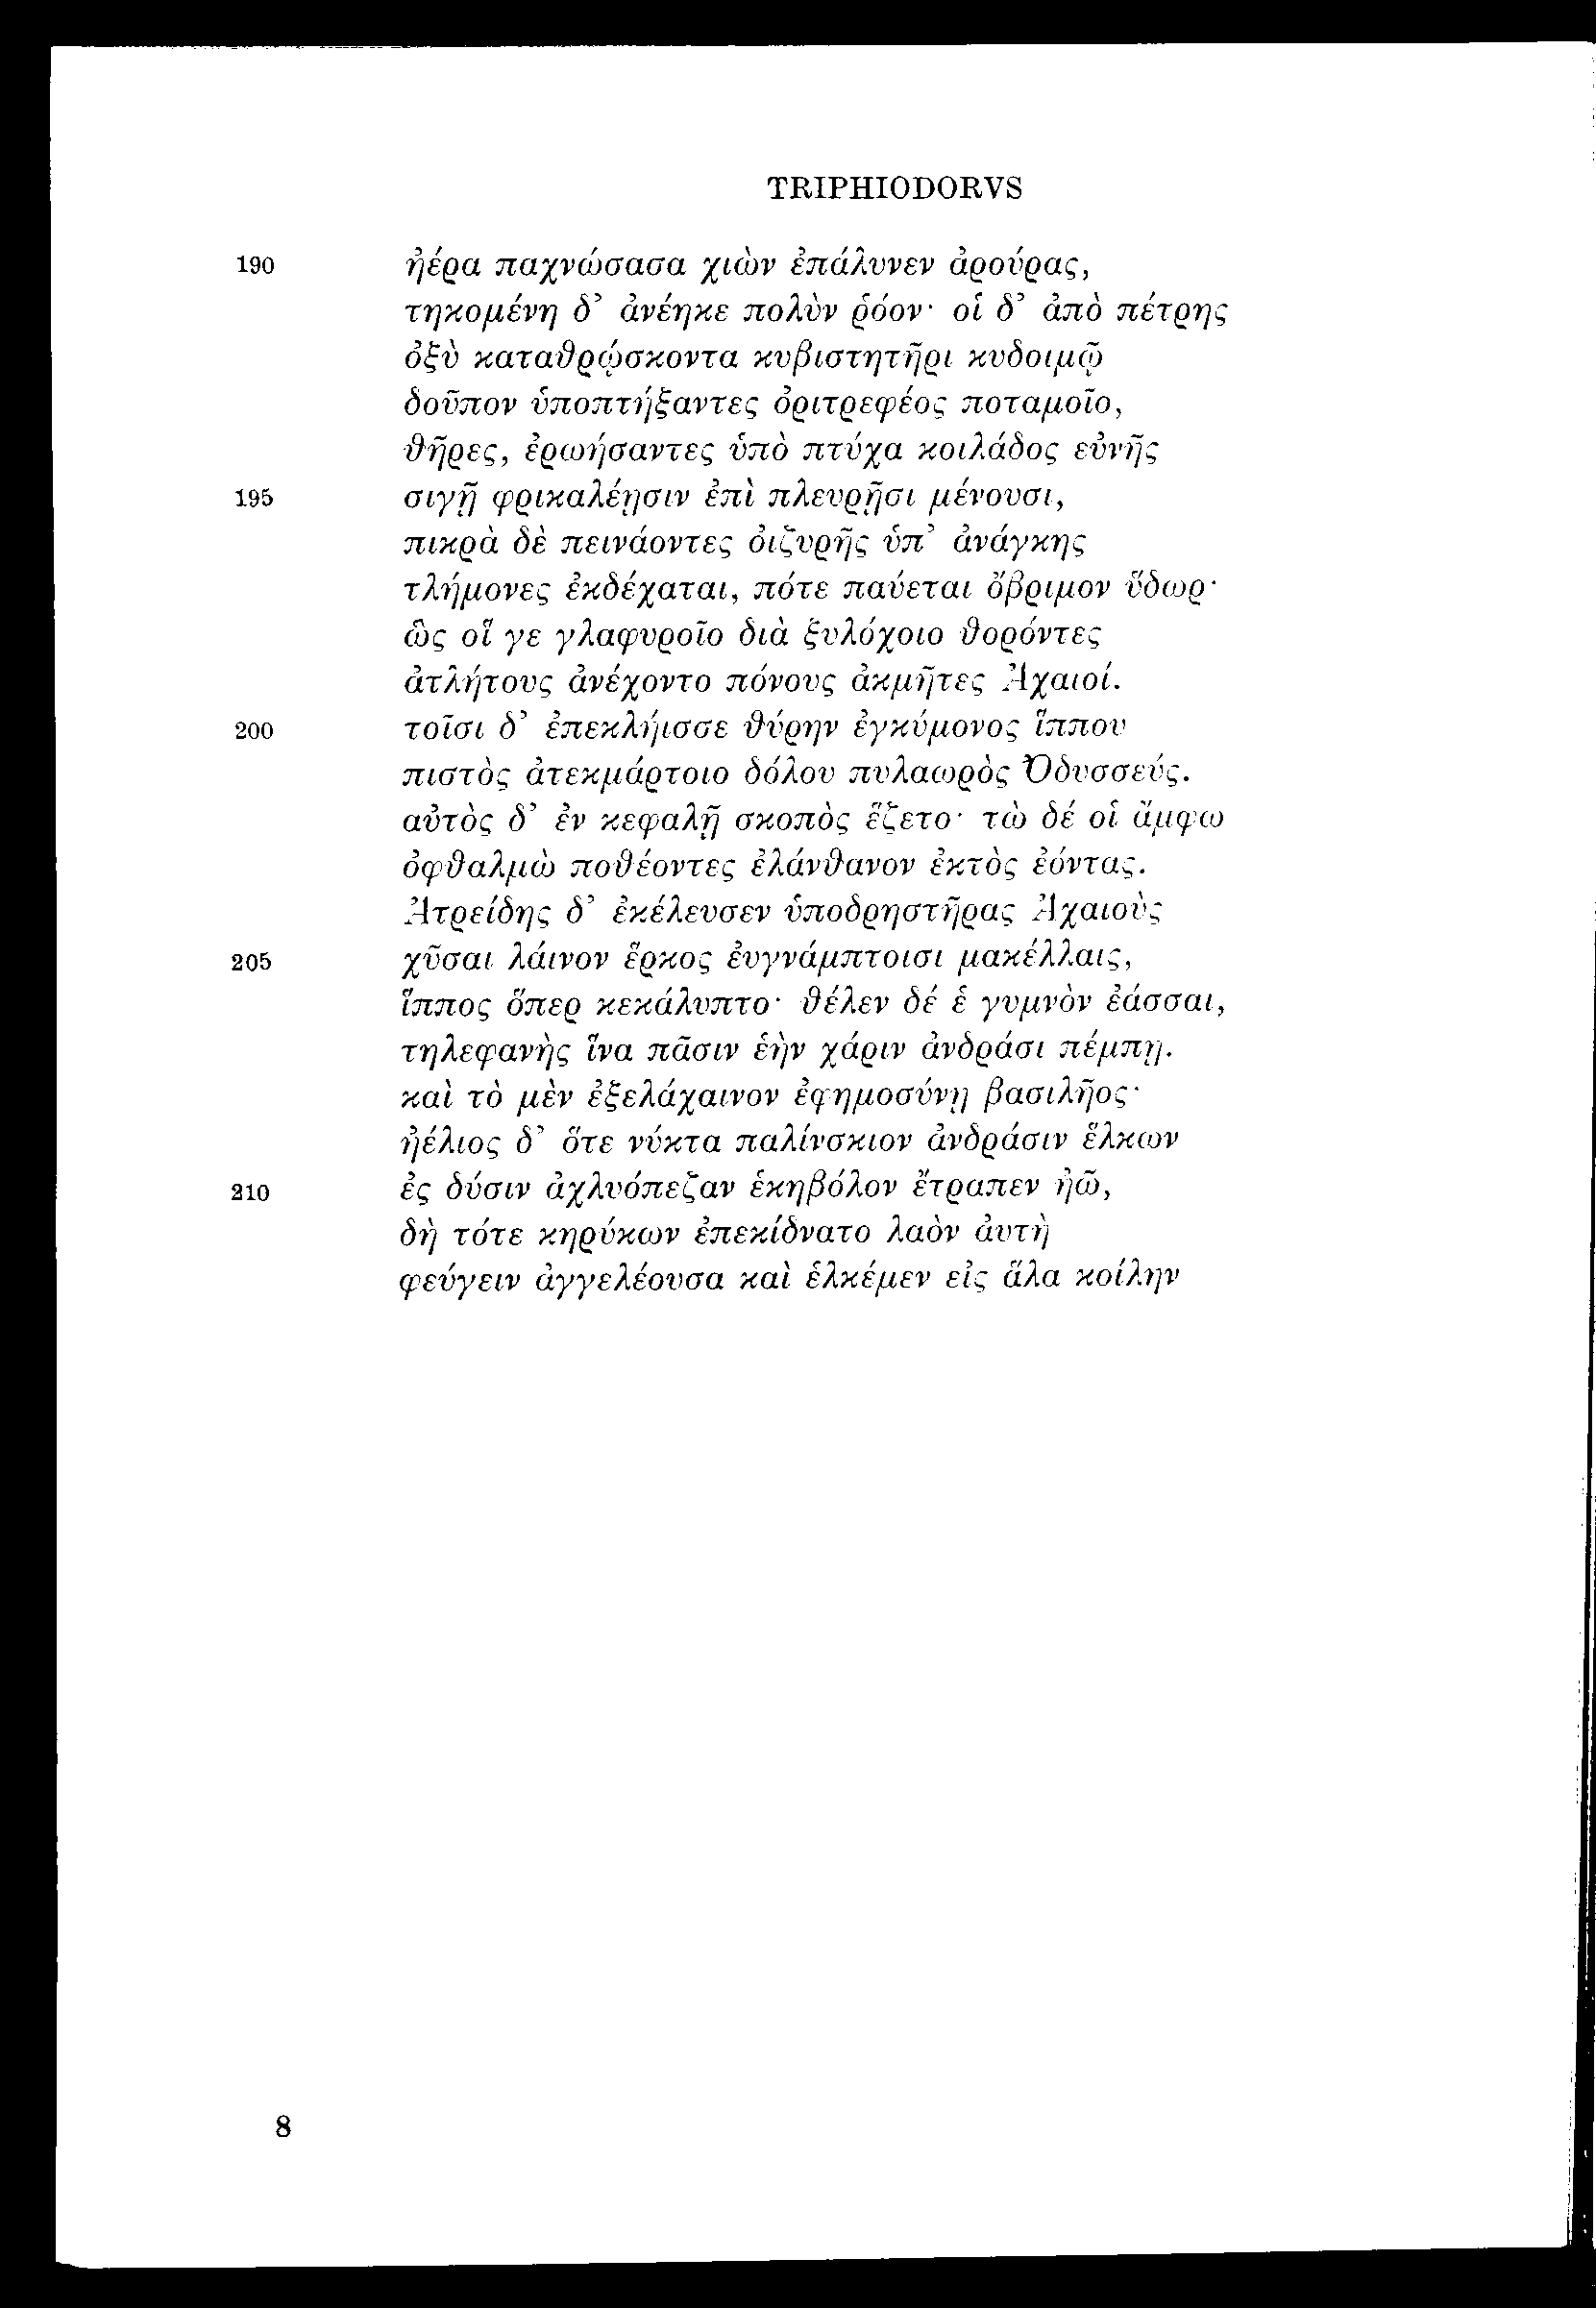 TRIPHIODORVS
190 ἠέρα παχνώσασα χιὼν ἐπάλυνεν ἀρούρας,
τηκομένη δ’ ἀνέηκε πολὺν ῥόον· οἱ δ’ ἀπὸ πέτρης
ὀξὺ καταθρῴσκοντα κυβιστητῆρι κυδοιμῷ
δοῦπον ὑποπτήξαντες ὀριτρεφέος ποταμοῖο,
θῆρες, ἐρωήσαντες ὑπὸ πτύχα κοιλάδος εὐνῆς
195 σιγῇ φρικαλέῃσιν ἐπὶ πλευρῇσι μένουσι,
πικρὰ δὲ πεινάοντες ὀιζυρῆς ὑπ’ ἀνάγκης
τλήμονες ἐκδέχαται, πότε παύεται ὄβριμον ὕδωρ·
ὣς οἵ γε γλαφυροῖο διὰ ξυλόχοιο θορόντες
ἀτλήτους ἀνέχοντο πόνους ἀκμῆτες Ἀχαιοί.
200 τοῖσι δ’ ἐπεκλήισσε θύρην ἐγκύμονος ἵππου
πιστὸς ἀτεκμάρτοιο δόλου πυλαωρὸς Ὀδυσσεύς.
αὐτὸς δ’ ἐν κεφαλῇ σκοπὸς ἕζετο· τὼ δέ οἱ ἄμφω
ὀφθαλμὼ ποθέοντες ἐλάνθανον ἐκτὸς ἐόντας.
Ἀτρείδης δ’ ἐκέλευσεν ὑποδρηστῆρας Ἀχαιοὺς
205 χῦσαι λάινον ἕρκος ἐυγνάμπτοισι μακέλλαις,
ἵππος ὅπερ κεκάλυπτο· θέλεν δέ ἑ γυμνὸν ἐάσσαι,
τηλεφανὴς ἵνα πᾶσιν ἑὴν χάριν ἀνδράσι πέμπῃ.
καὶ τὸ μὲν ἐξελάχαινον ἐφημοσύνῃ βασιλῆος·
ἠέλιος δ’ ὅτε νύκτα παλίνσκιον ἀνδράσιν ἕλκων
210 ἐς δύσιν ἀχλυόπεζαν ἑκηβόλον ἔτραπεν ἠῶ,
δὴ τότε κηρύκων ἐπεκίδνατο λαὸν ἀυτὴ
φεύγειν ἀγγελέουσα καὶ ἑλκέμεν εἰς ἅλα κοίλην
8